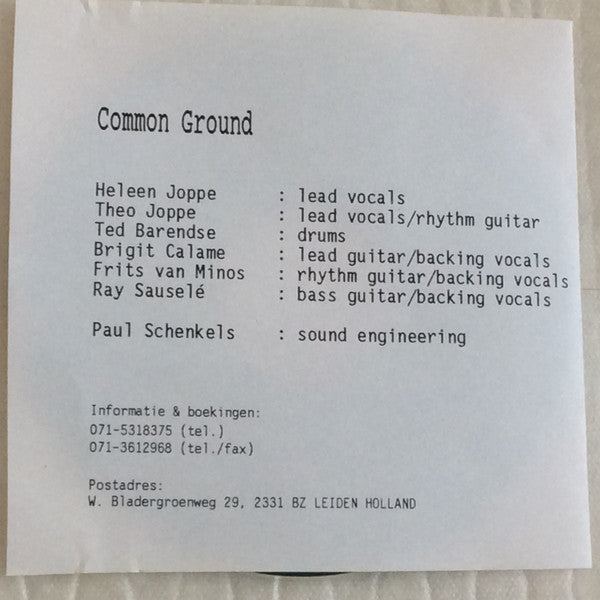 Common Ground
Heleen Joppe : lead vocals
Theo Joppe : lead vocals/rhythm guitar
Ted Barendse : drums
Brigit Calame : lead guitar/backing vocals
Frits van Minos : rhythm guitar/backing vocals
Ray Sauselé : bass guitar/backing vocals
Paul Schenkels : sound engineering
Informatie & boekingen:
071-5318375 (tel.)
071-3612968 (tel./fax)
Postadres:
W. Bladergroenweg 29, 2331 BZ LEIDEN HOLLAND